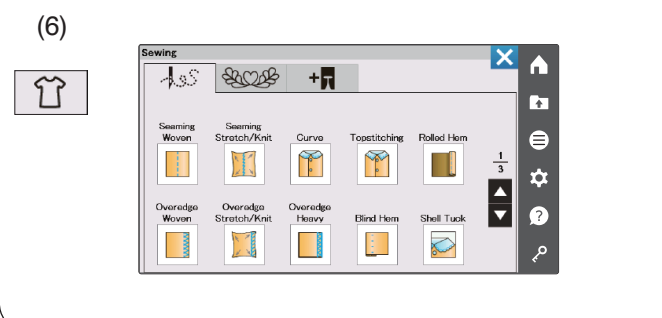 (6)
Sewing
Seaming Woven
Seaming Stretch/Knit
Curve
Topstitching
Rolled Hem
1
3
Overedge Woven
Overedge Stretch/Knit
Overedge Heavy
Blind Hem
Shell Tuck
?